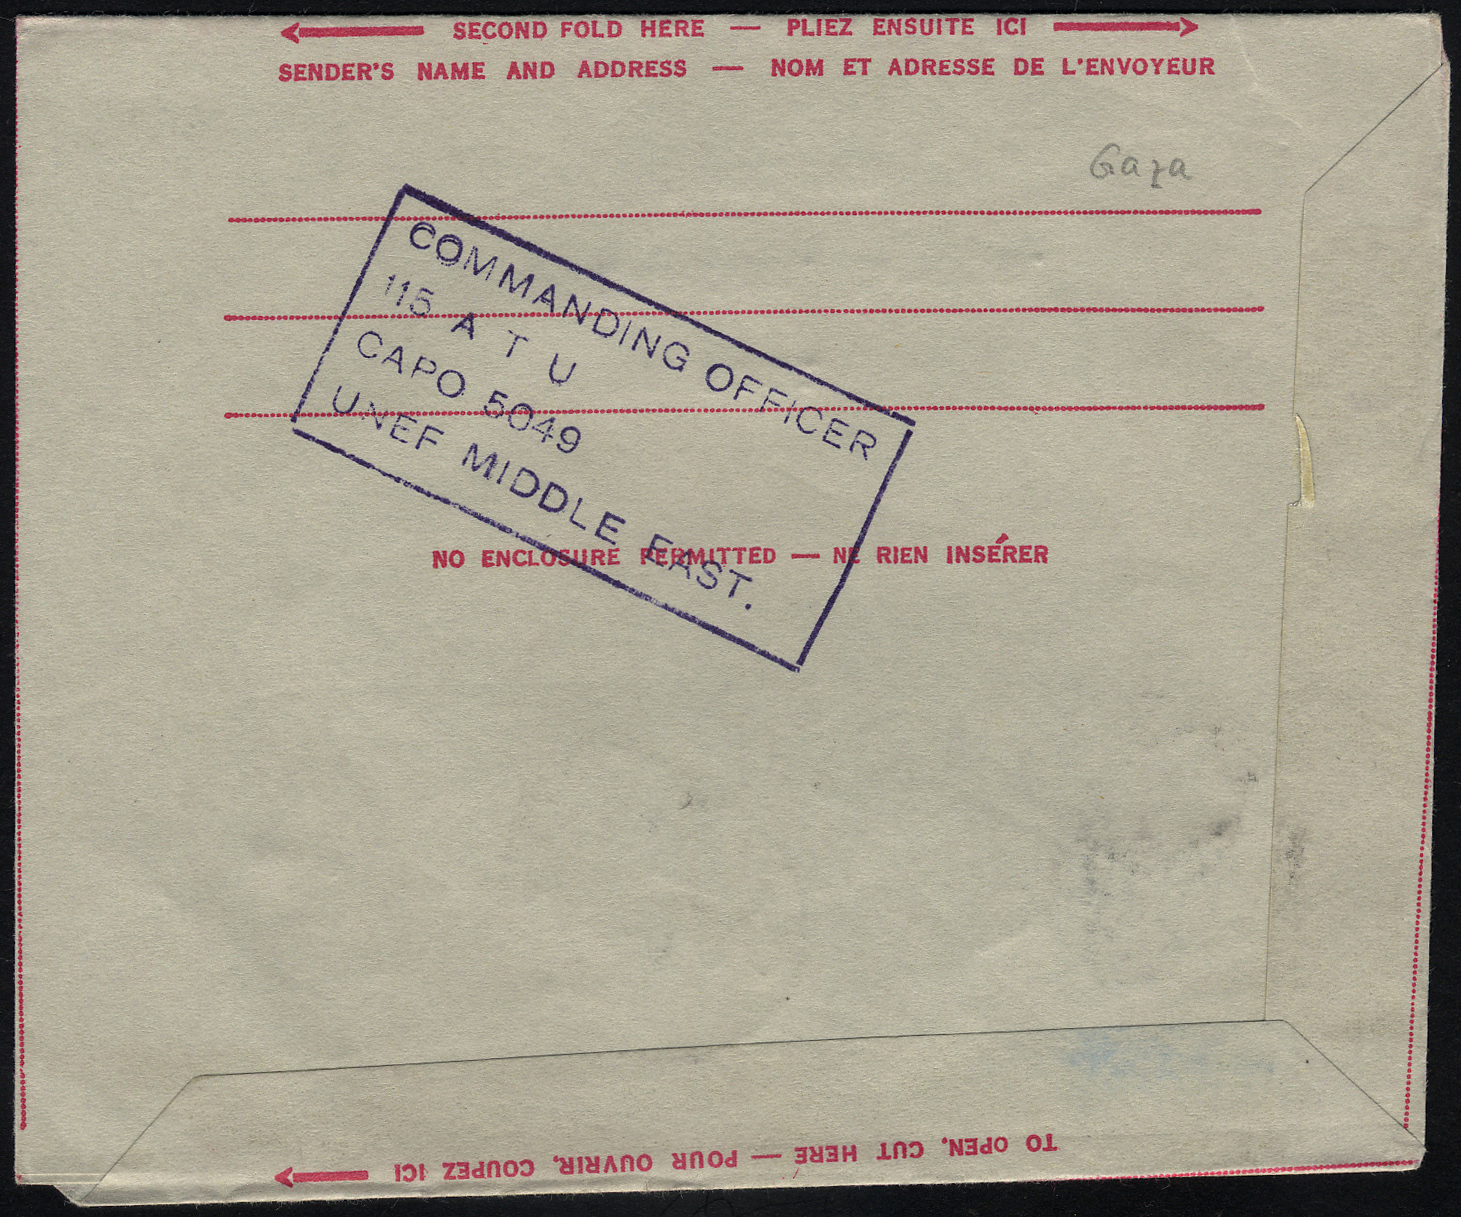 SECOND FOLD HERE — PLIEZ ENSUITE ICI
SENDER'S NAME AND ADDRESS — NOM ET ADRESSE DE L'ENVOYEUR
Gaza
COMMANDING OFFICER
115 A T U
CAPO 5049
UNEF MIDDLE EAST.
NO ENCLOSURE PERMITTED — NE RIEN INSÉRER
TO OPEN, CUT HERE — POUR OUVRIR, COUPEZ ICI